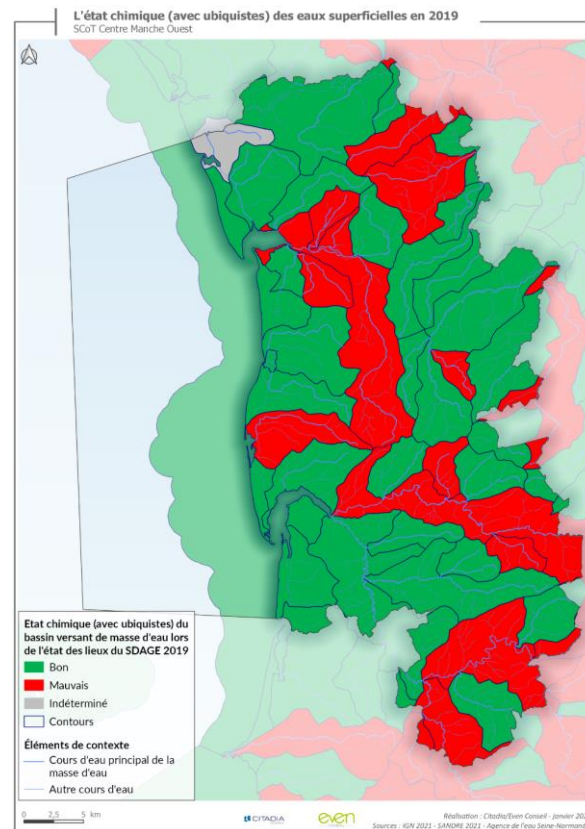 L'état chimique (avec ubiquistes) des eaux superficielles en 2019
SCoT Centre Manche Ouest
Etat chimique (avec ubiquistes) du
bassin versant de masse d'eau lors
de l'état des lieux du SDAGE 2019
Bon
Mauvais
Indéterminé
Contours
Éléments de contexte
Cours d'eau principal de la
masse d'eau
Autre cours d'eau
0 2,5 5 km
CITADIA
even
Réalisation : Citadia/Even Conseil - janvier 20
Sources : IGN 2021 - SANDRE 2021 - Agence de l'eau Seine-Normand